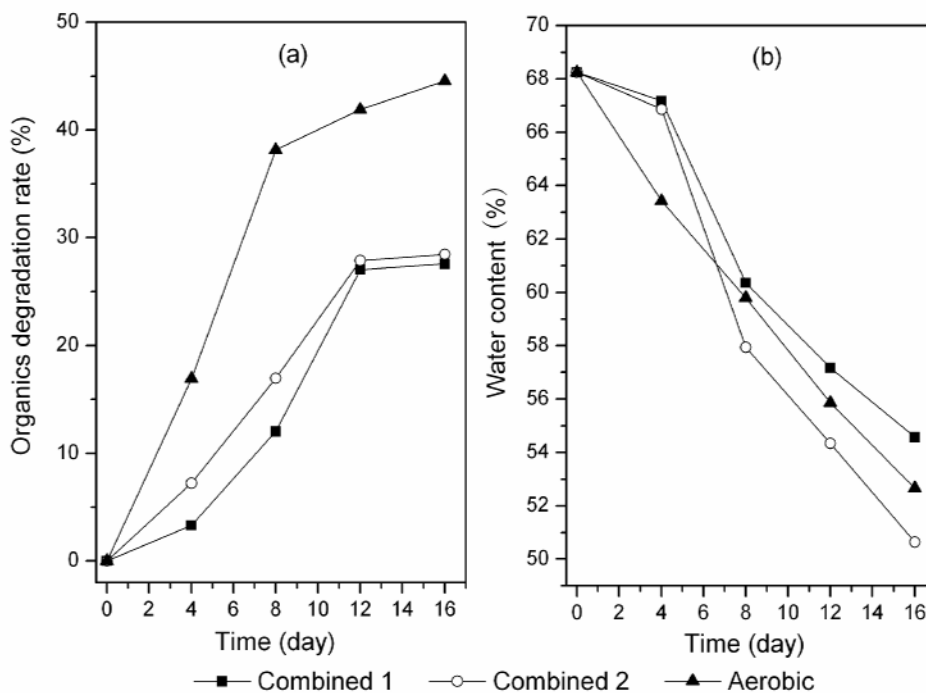 (a)
Organics degradation rate (%)
50
40
30
20
10
0
0 2 4 6 8 10 12 14 16
Time (day)
(b)
Water content (%)
70
68
66
64
62
60
58
56
54
52
50
0 2 4 6 8 10 12 14 16
Time (day)
Combined 1 Combined 2 Aerobic